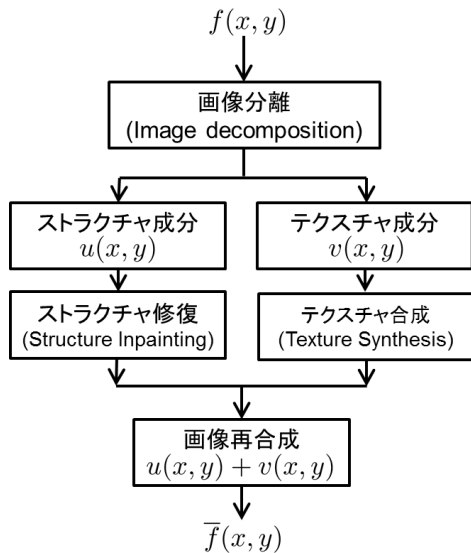 f(x, y)
画像分離
(Image decomposition)
ストラクチャ成分
u(x, y)
テクスチャ成分
v(x, y)
ストラクチャ修復
(Structure Inpainting)
テクスチャ合成
(Texture Synthesis)
画像再合成
u(x, y) + v(x, y)
f̅(x, y)